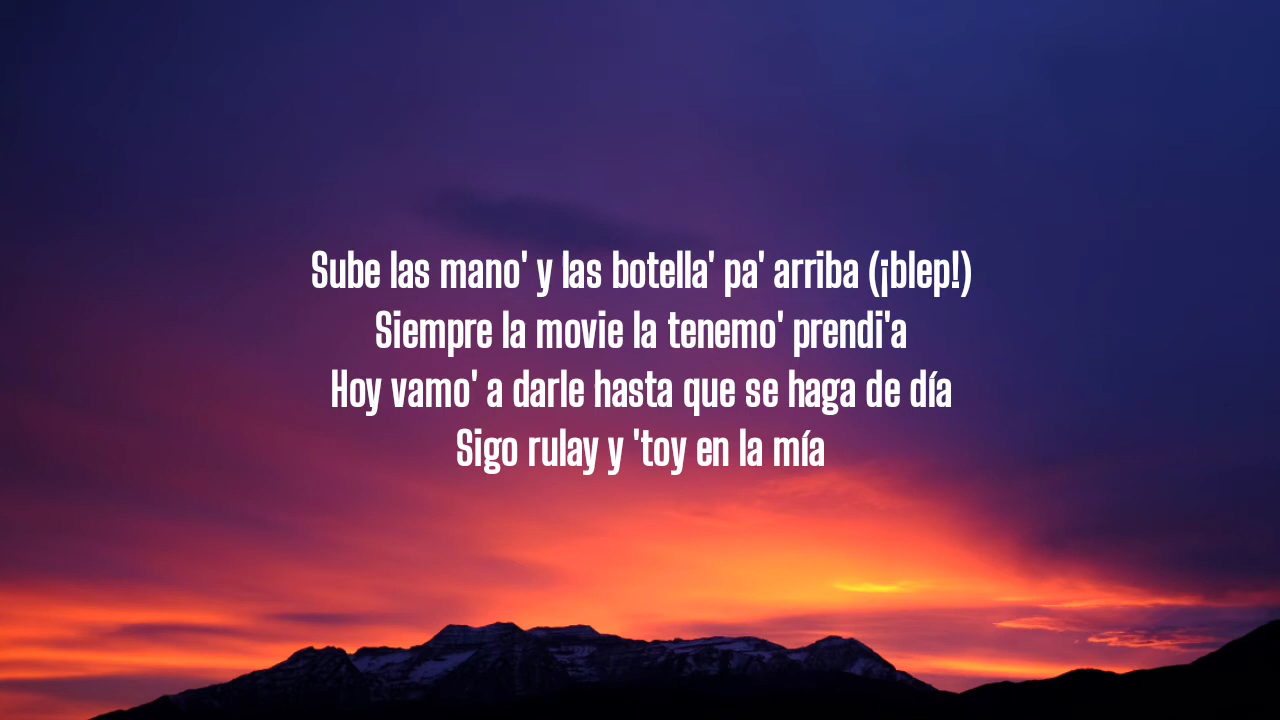 Sube las mano' y las botella' pa' arriba (¡blep!)
Siempre la movie la tenemo' prendi'a
Hoy vamo' a darle hasta que se haga de día
Sigo rulay y 'toy en la mía